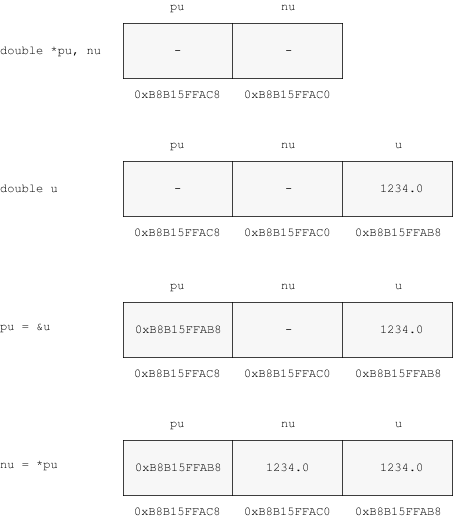 pu nu
double *pu, nu - -
0xB8B15FFAC8 0xB8B15FFAC0
pu nu u
double u - - 1234.0
0xB8B15FFAC8 0xB8B15FFAC0 0xB8B15FFAB8
pu nu u
pu = &u 0xB8B15FFAB8 - 1234.0
0xB8B15FFAC8 0xB8B15FFAC0 0xB8B15FFAB8
pu nu u
nu = *pu 0xB8B15FFAB8 1234.0 1234.0
0xB8B15FFAC8 0xB8B15FFAC0 0xB8B15FFAB8